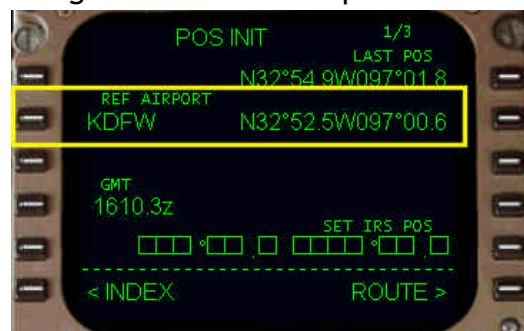 POS INIT 1/3
LAST POS
N32°54.9W097°01.8
REF AIRPORT
KDFW N32°52.5W097°00.6
GMT
1610.3z
SET IRS POS
□□□°□□.□ □□□□°□□.□
<INDEX ROUTE>